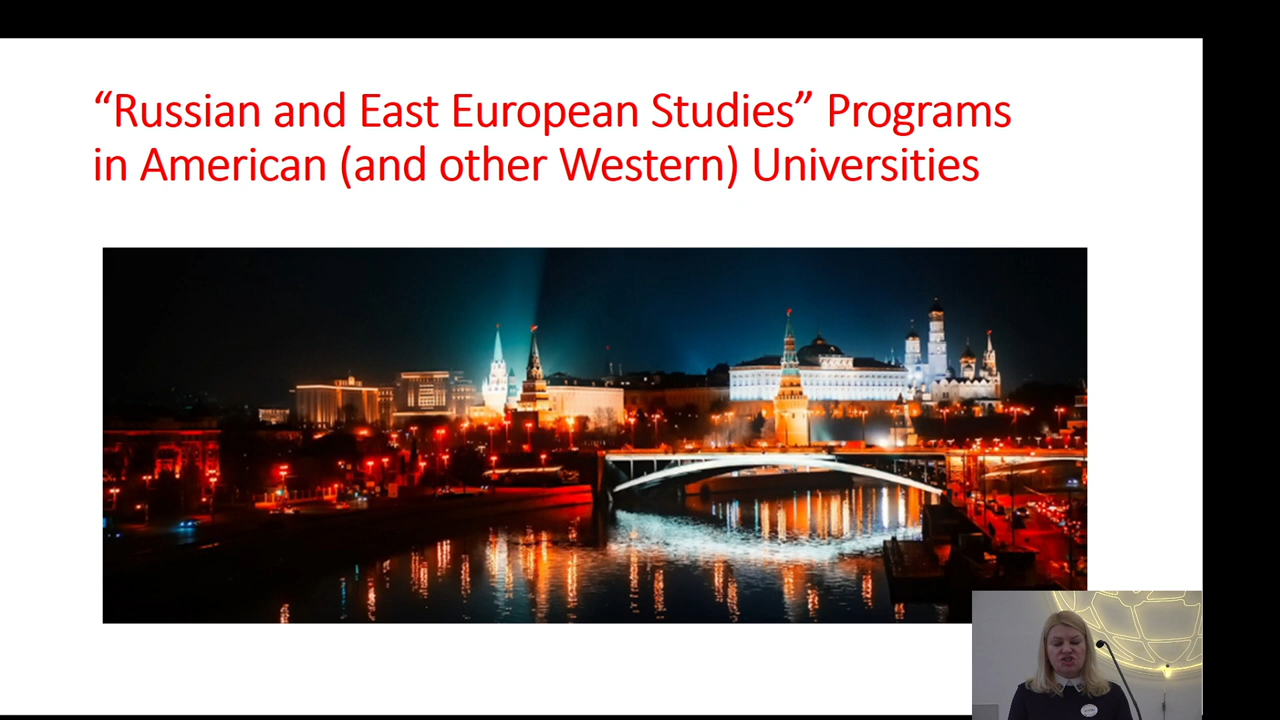 “Russian and East European Studies” Programs
in American (and other Western) Universities